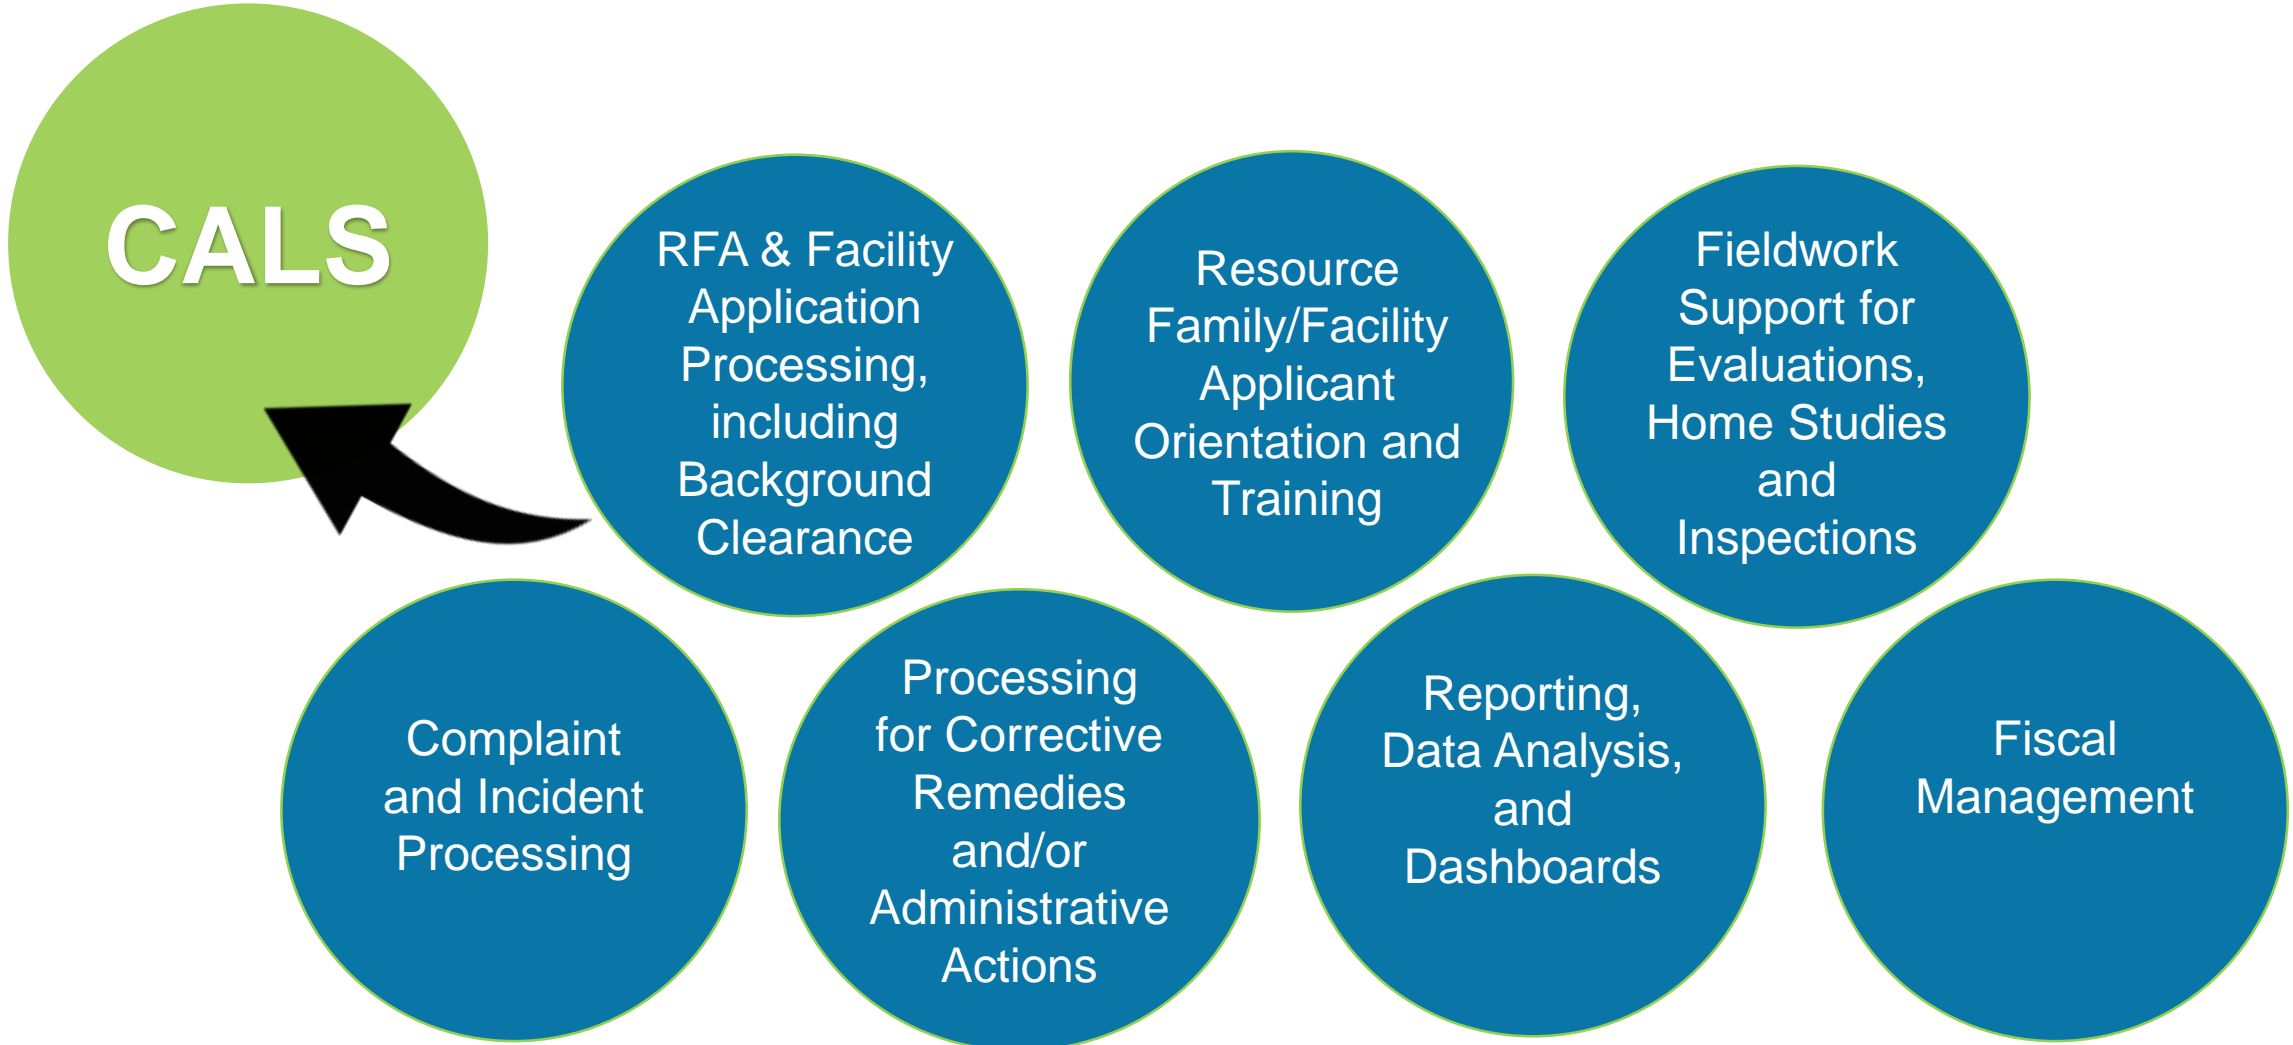 CALS
RFA & Facility
Application
Processing,
including
Background
Clearance
Resource
Family/Facility
Applicant
Orientation and
Training
Fieldwork
Support for
Evaluations,
Home Studies
and
Inspections
Complaint
and Incident
Processing
Processing
for Corrective
Remedies
and/or
Administrative
Actions
Reporting,
Data Analysis,
and
Dashboards
Fiscal
Management